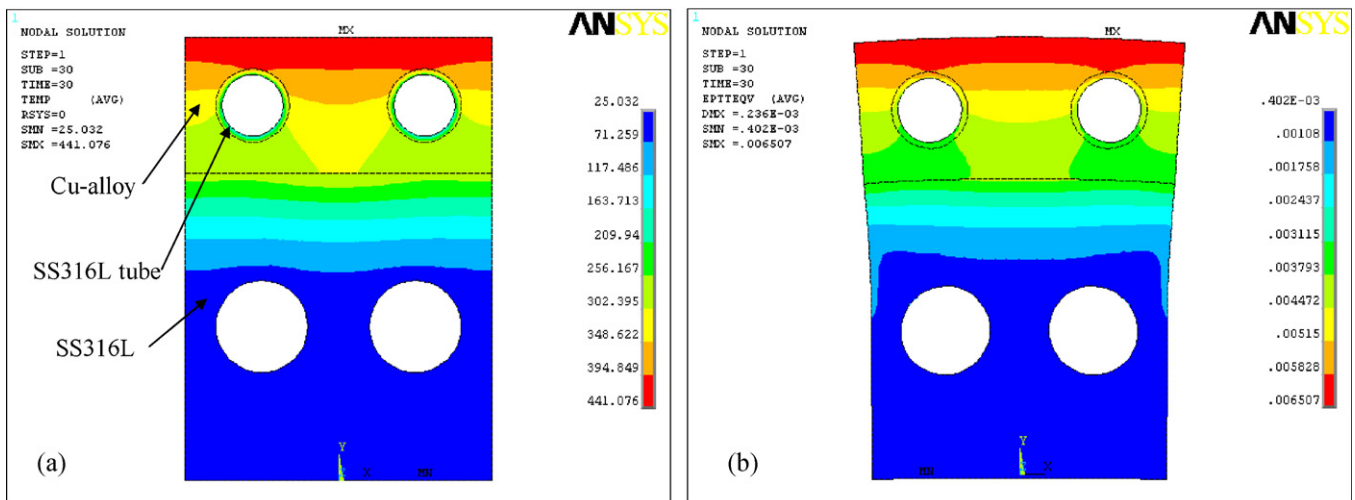 1
ANSYS
NODAL SOLUTION
MX
STEP=1
SUB =30
TIME=30
TEMP (AVG)
RSYS=0
SMN =25.032
SMX =441.076
25.032
71.259
117.486
163.713
209.94
256.167
302.395
348.622
394.849
441.076
Cu-alloy
SS316L tube
SS316L
(a)
Y
X
MN
1
ANSYS
NODAL SOLUTION
MX
STEP=1
SUB =30
TIME=30
EPTTEQV (AVG)
DMX =.236E-03
SMN =.402E-03
SMX =.006507
.402E-03
.00108
.001758
.002437
.003115
.003793
.004472
.00515
.005828
.006507
(b)
MN
Y
X